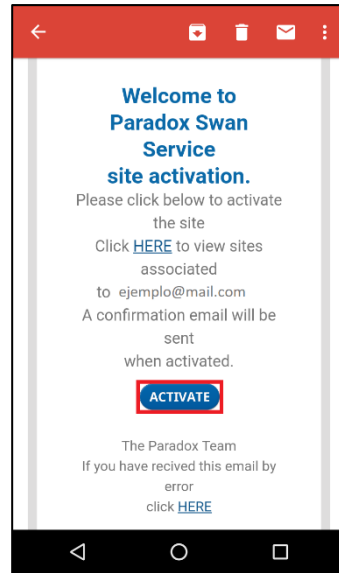 Welcome to
Paradox Swan
Service
site activation.
Please click below to activate
the site
Click HERE to view sites
associated
to ejemplo@mail.com
A confirmation email will be
sent
when activated.
ACTIVATE
The Paradox Team
If you have recived this email by
error
click HERE